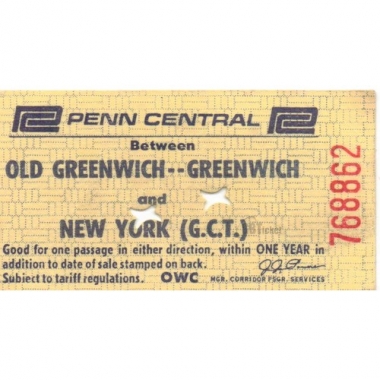 PENN CENTRAL
Between
OLD GREENWICH--GREENWICH
and
NEW YORK (G.C.T.)
Good for one passage in either direction, within ONE YEAR in
addition to date of sale stamped on back.
Subject to tariff regulations. OWC MGR. CORRIDOR PSGR. SERVICES
768862